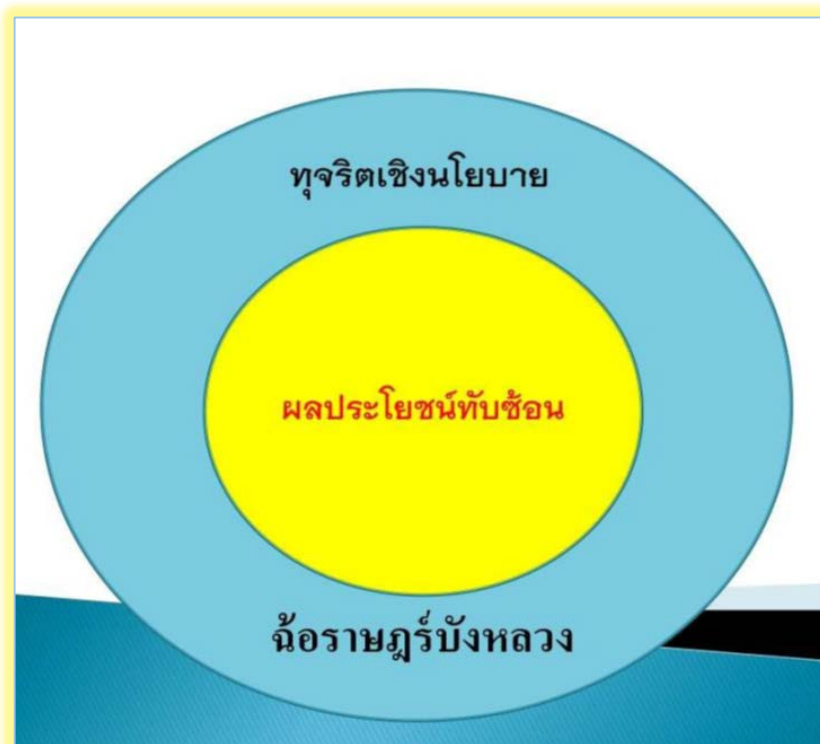 ทุจริตเชิงนโยบาย
ผลประโยชน์ทับซ้อน
ฉ้อราษฎร์บังหลวง